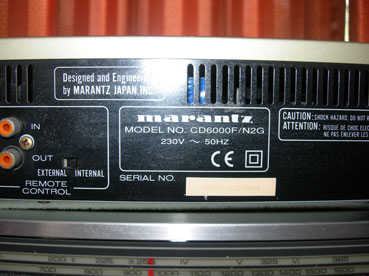 Designed and Engineered
by MARANTZ JAPAN INC.
marantz
MODEL NO. CD6000F/N2G
230V ~ 50HZ
CE
SERIAL NO.
CAUTION: SHOCK HAZARD, DO NOT
ATTENTION: RISQUE DE CHOC ELEC
NE PAS ENLEVER LES
IN
OUT
EXTERNAL INTERNAL
REMOTE
CONTROL